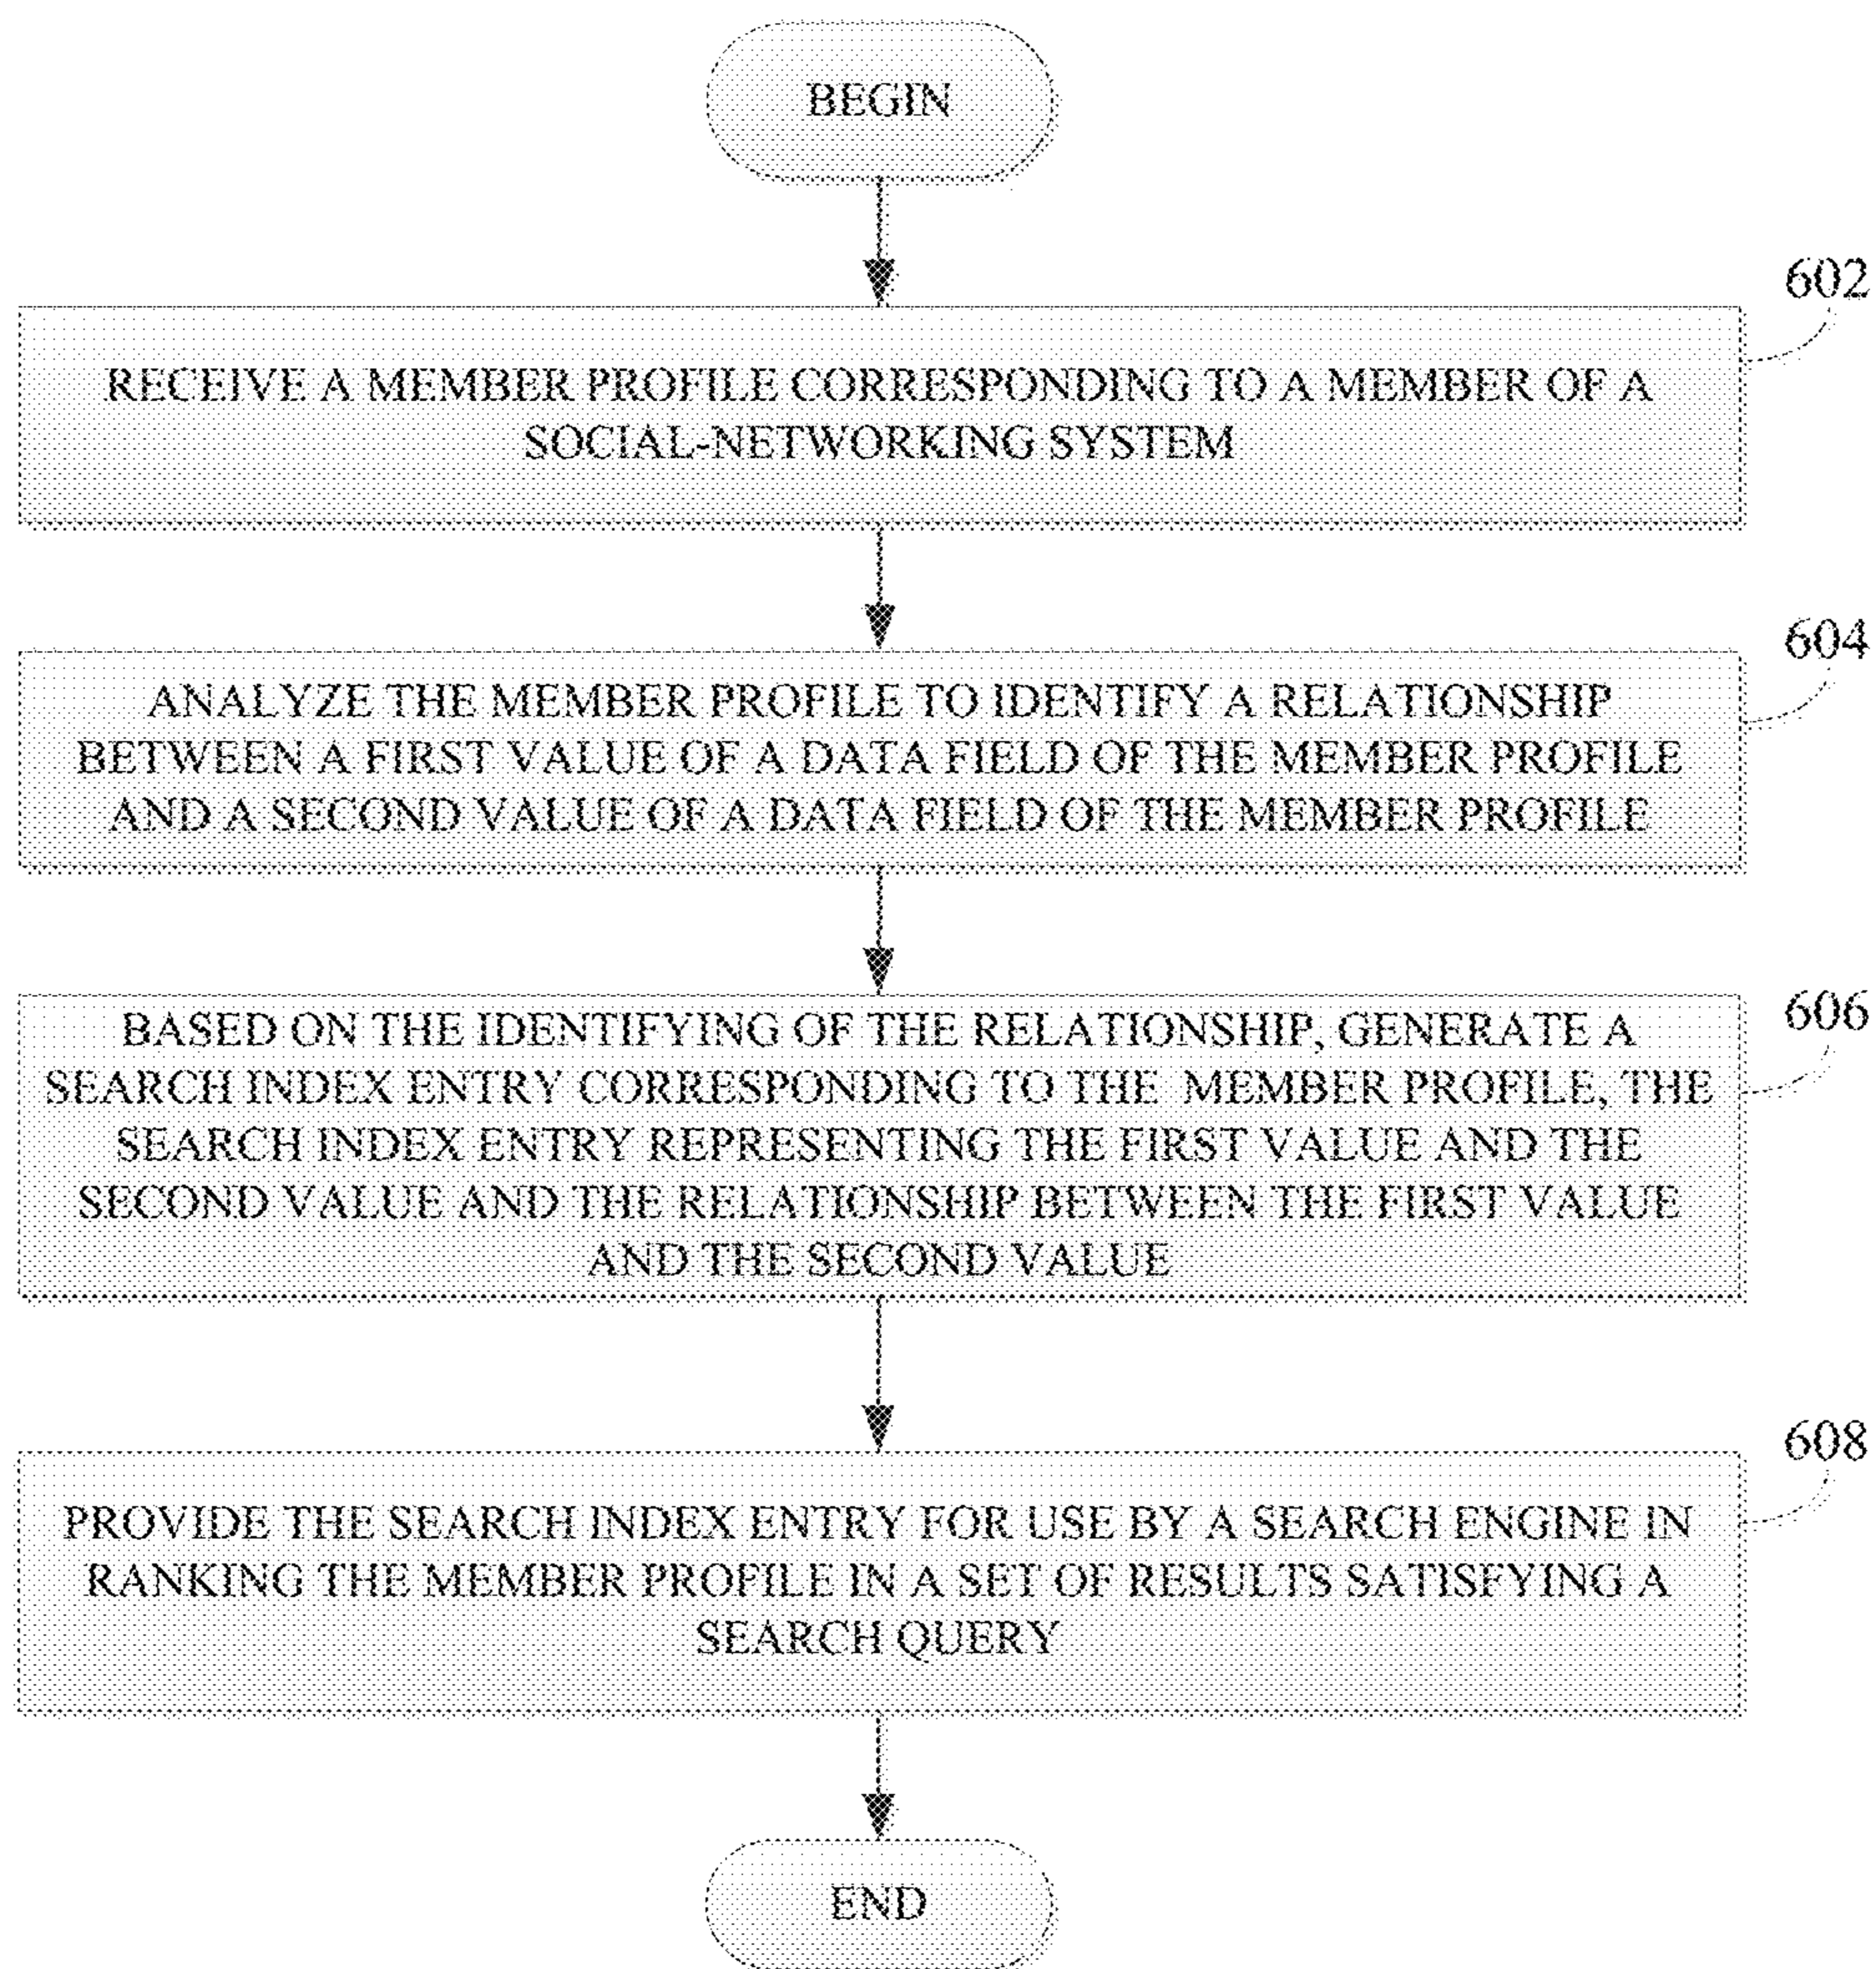 BEGIN
602
RECEIVE A MEMBER PROFILE CORRESPONDING TO A MEMBER OF A
SOCIAL-NETWORKING SYSTEM
604
ANALYZE THE MEMBER PROFILE TO IDENTIFY A RELATIONSHIP
BETWEEN A FIRST VALUE OF A DATA FIELD OF THE MEMBER PROFILE
AND A SECOND VALUE OF A DATA FIELD OF THE MEMBER PROFILE
606
BASED ON THE IDENTIFYING OF THE RELATIONSHIP, GENERATE A
SEARCH INDEX ENTRY CORRESPONDING TO THE MEMBER PROFILE, THE
SEARCH INDEX ENTRY REPRESENTING THE FIRST VALUE AND THE
SECOND VALUE AND THE RELATIONSHIP BETWEEN THE FIRST VALUE
AND THE SECOND VALUE
608
PROVIDE THE SEARCH INDEX ENTRY FOR USE BY A SEARCH ENGINE IN
RANKING THE MEMBER PROFILE IN A SET OF RESULTS SATISFYING A
SEARCH QUERY
END